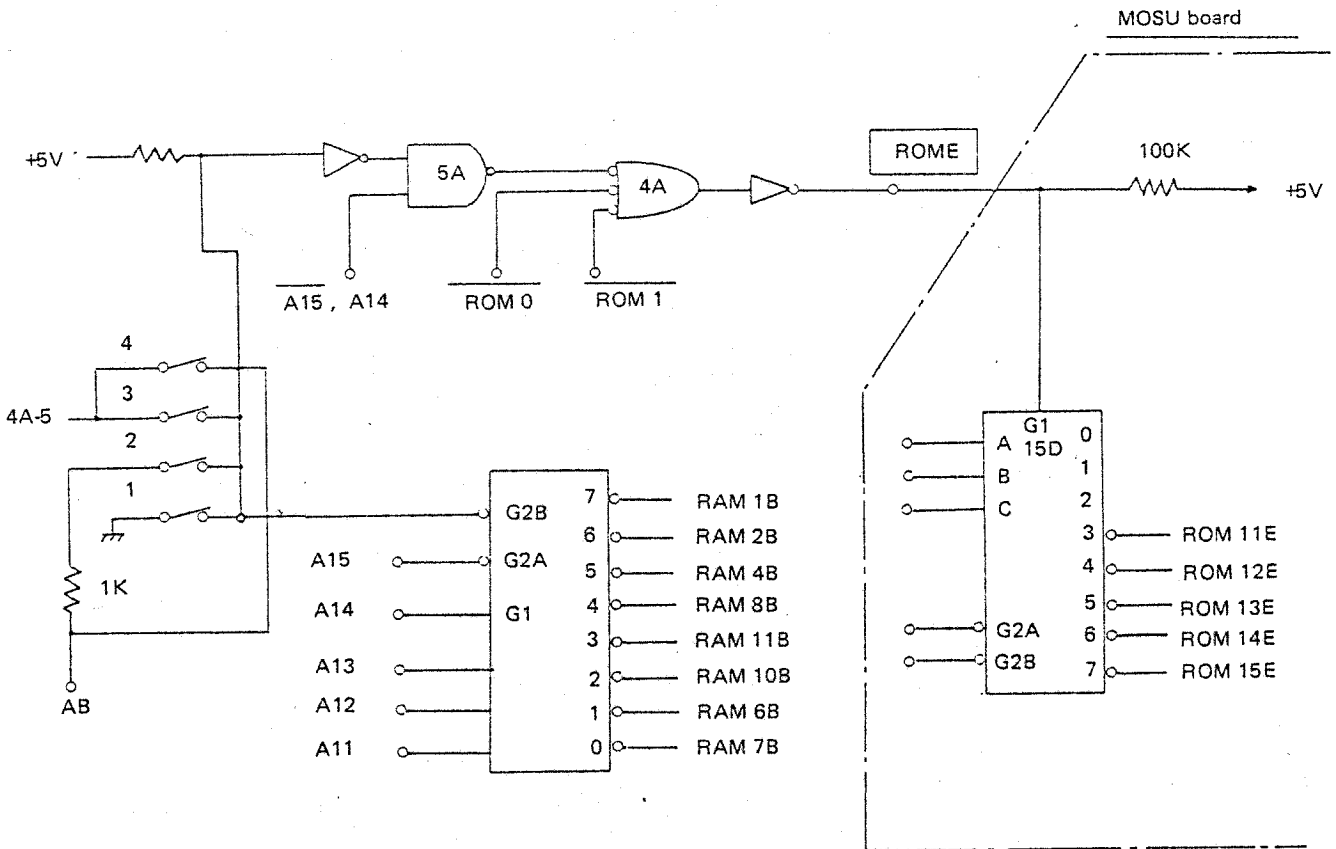 MOSU board
+5V
5A
4A
ROME
100K
+5V
A15 , A14
ROM 0
ROM 1
4
3
4A-5
2
1
1K
AB
G2B
G2A
G1
A15
A14
A13
A12
A11
7
6
5
4
3
2
1
0
RAM 1B
RAM 2B
RAM 4B
RAM 8B
RAM 11B
RAM 10B
RAM 6B
RAM 7B
G1
15D
A
B
C
G2A
G2B
0
1
2
3
4
5
6
7
ROM 11E
ROM 12E
ROM 13E
ROM 14E
ROM 15E